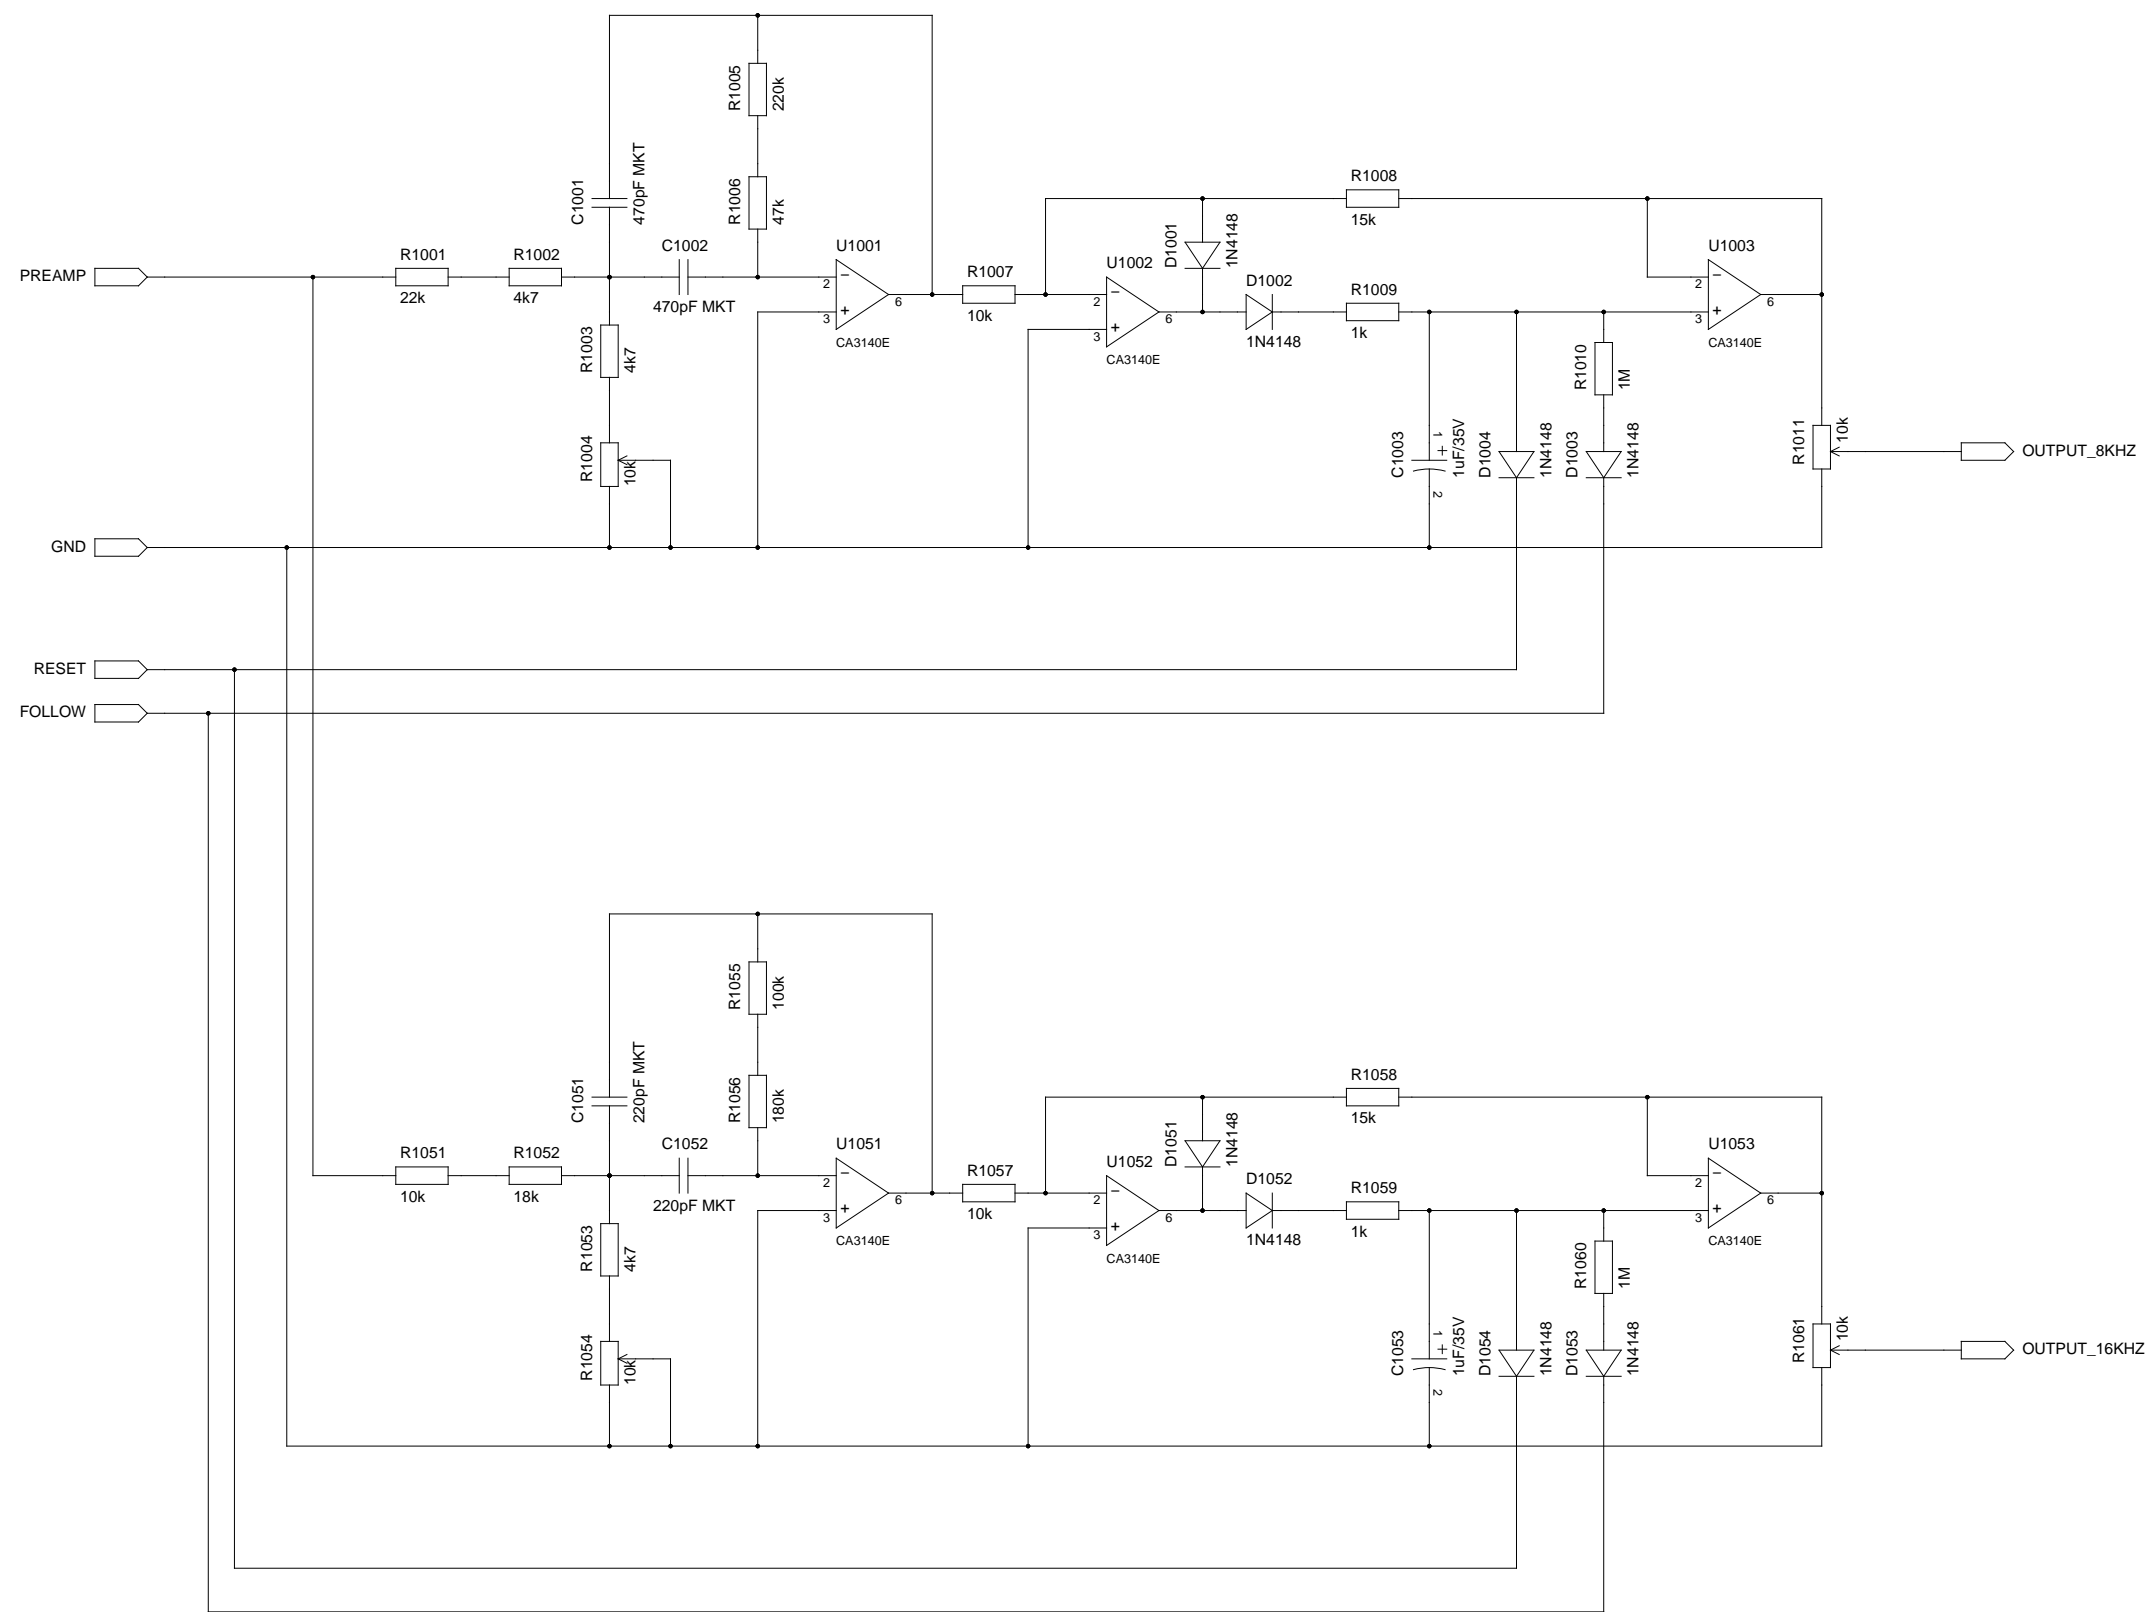 R1005
220k
C1001
470pF MKT
R1006
47k
R1008
15k
D1001
1N4148
PREAMP
R1001
22k
R1002
4k7
C1002
470pF MKT
U1001
2
3
6
CA3140E
R1007
10k
U1002
2
3
6
CA3140E
D1002
1N4148
R1009
1k
U1003
2
3
6
CA3140E
R1003
4k7
R1010
1M
R1004
10k
C1003
1
1uF/35V
2
D1004
1N4148
D1003
1N4148
R1011
10k
OUTPUT_8KHZ
GND
RESET
FOLLOW
R1055
100k
C1051
220pF MKT
R1056
180k
R1058
15k
D1051
1N4148
R1051
10k
R1052
18k
C1052
220pF MKT
U1051
2
3
6
CA3140E
R1057
10k
U1052
2
3
6
CA3140E
D1052
1N4148
R1059
1k
U1053
2
3
6
CA3140E
R1053
4k7
R1060
1M
R1054
10k
C1053
1
1uF/35V
2
D1054
1N4148
D1053
1N4148
R1061
10k
OUTPUT_16KHZ